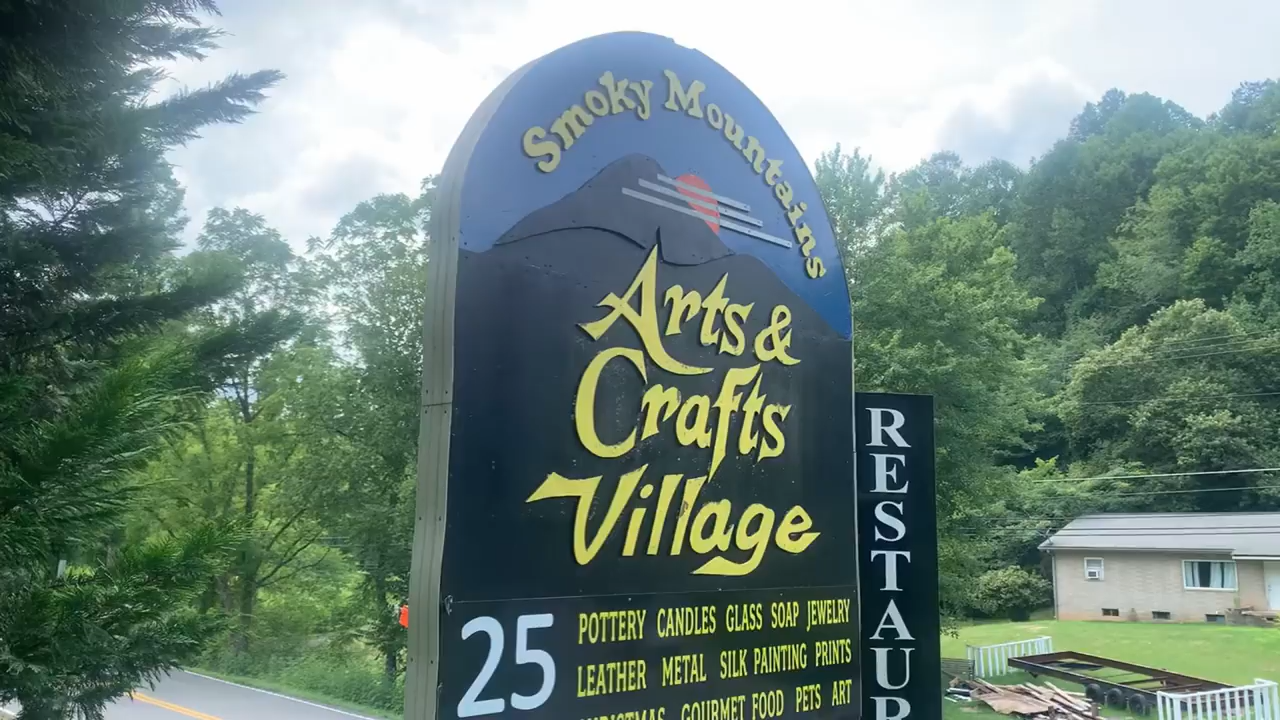 Smoky Mountains
Arts &
Crafts
Village
25
POTTERY CANDLES GLASS SOAP JEWELRY
LEATHER METAL SILK PAINTING PRINTS
GOURMET FOOD PETS ART